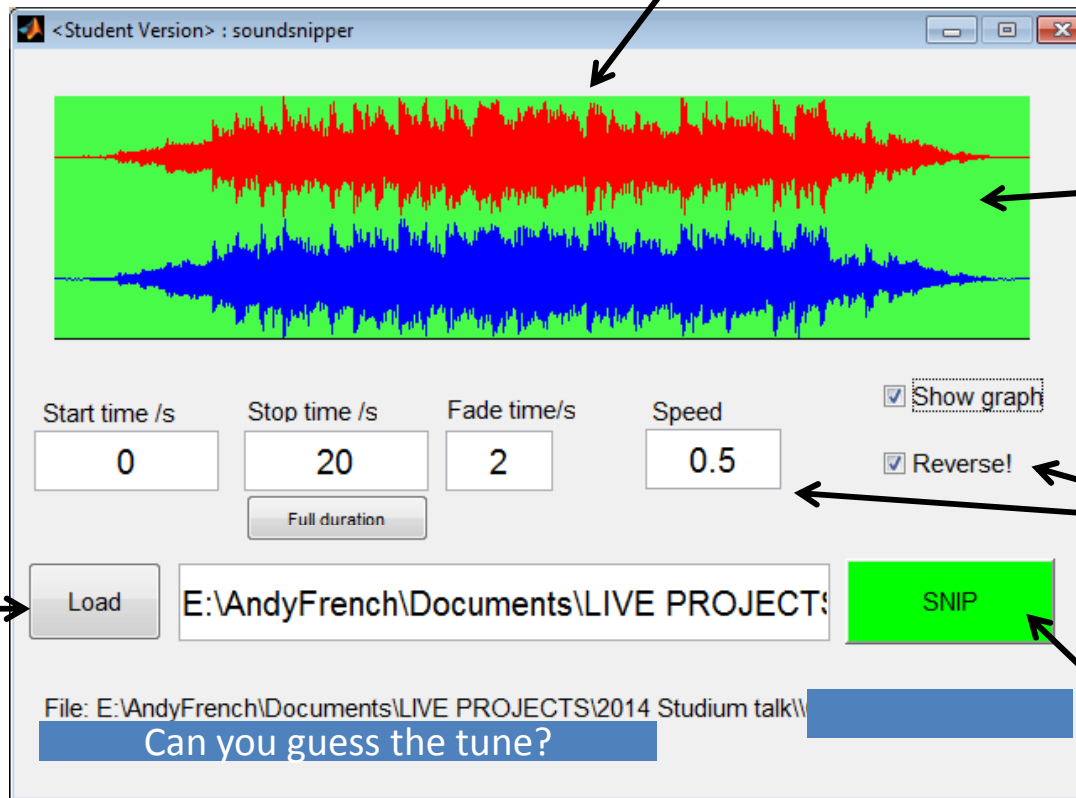 <Student Version> : soundsnipper
Show graph
Start time /s Stop time /s Fade time/s Speed
0 20 2 0.5
Reverse!
Full duration
Load E:\AndyFrench\Documents\LIVE PROJECTS SNIP
File: E:\AndyFrench\Documents\LIVE PROJECTS\2014 Studium talk\\
Can you guess the tune?